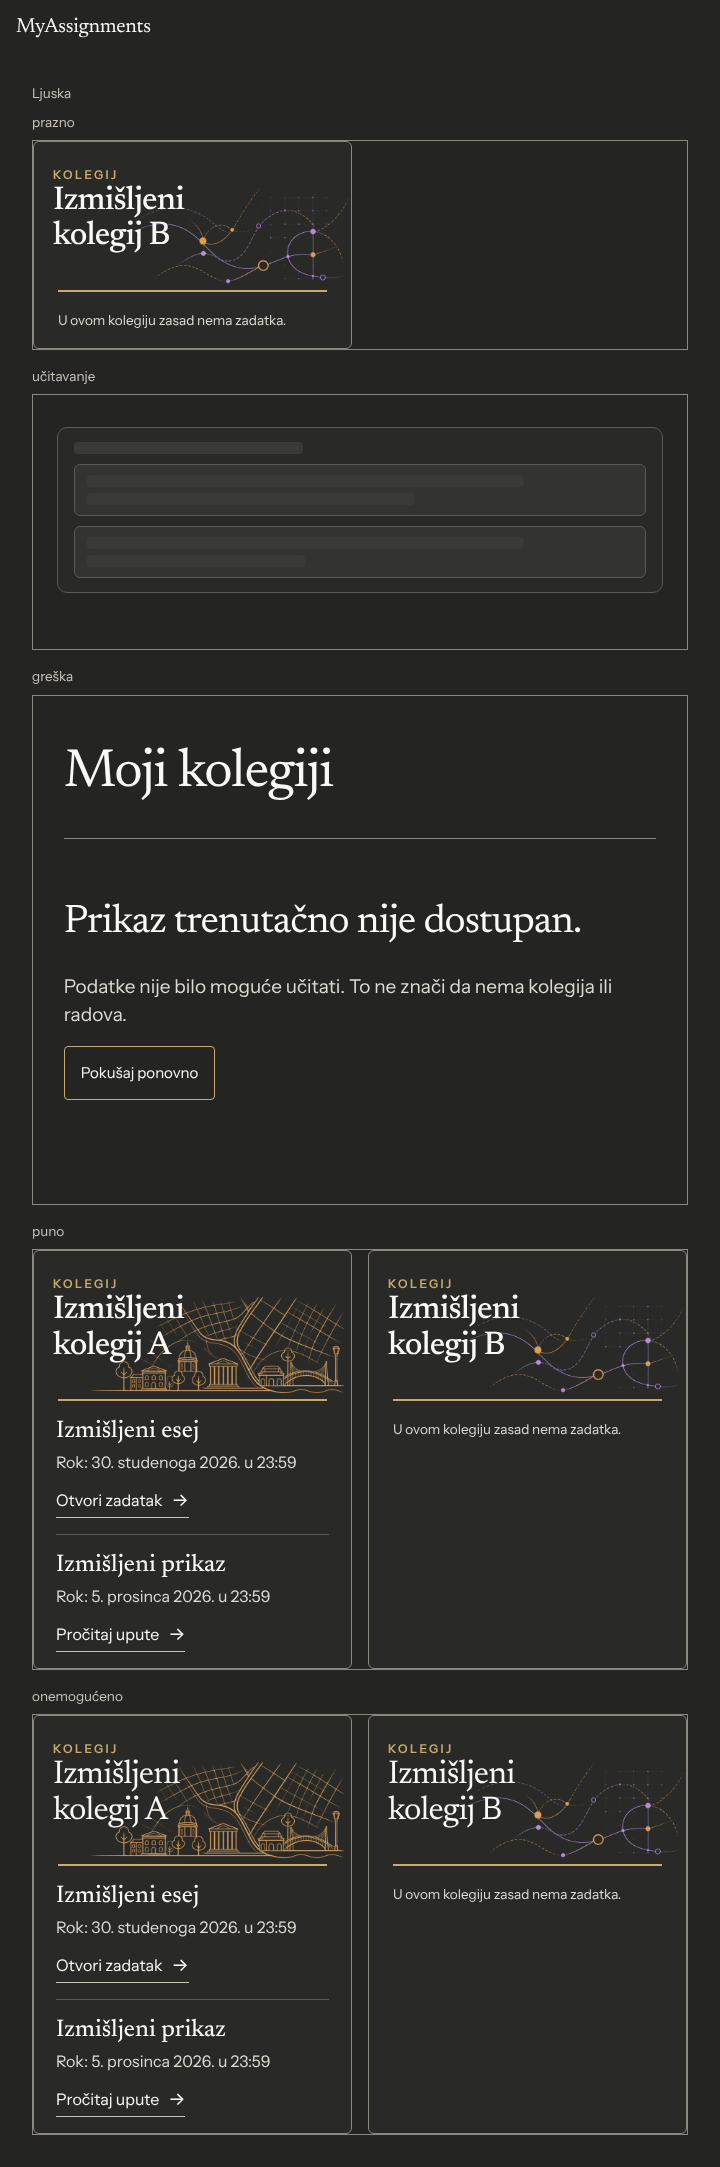 MyAssignments
Ljuska
prazno
KOLEGIJ
Izmišljeni
kolegij B
U ovom kolegiju zasad nema zadatka.
učitavanje
greška
Moji kolegiji
Prikaz trenutačno nije dostupan.
Podatke nije bilo moguće učitati. To ne znači da nema kolegija ili
radova.
Pokušaj ponovno
puno
KOLEGIJ
Izmišljeni
kolegij A
Izmišljeni esej
Rok: 30. studenoga 2026. u 23:59
Otvori zadatak →
Izmišljeni prikaz
Rok: 5. prosinca 2026. u 23:59
Pročitaj upute →
KOLEGIJ
Izmišljeni
kolegij B
U ovom kolegiju zasad nema zadatka.
onemogućeno
KOLEGIJ
Izmišljeni
kolegij A
Izmišljeni esej
Rok: 30. studenoga 2026. u 23:59
Otvori zadatak →
Izmišljeni prikaz
Rok: 5. prosinca 2026. u 23:59
Pročitaj upute →
KOLEGIJ
Izmišljeni
kolegij B
U ovom kolegiju zasad nema zadatka.